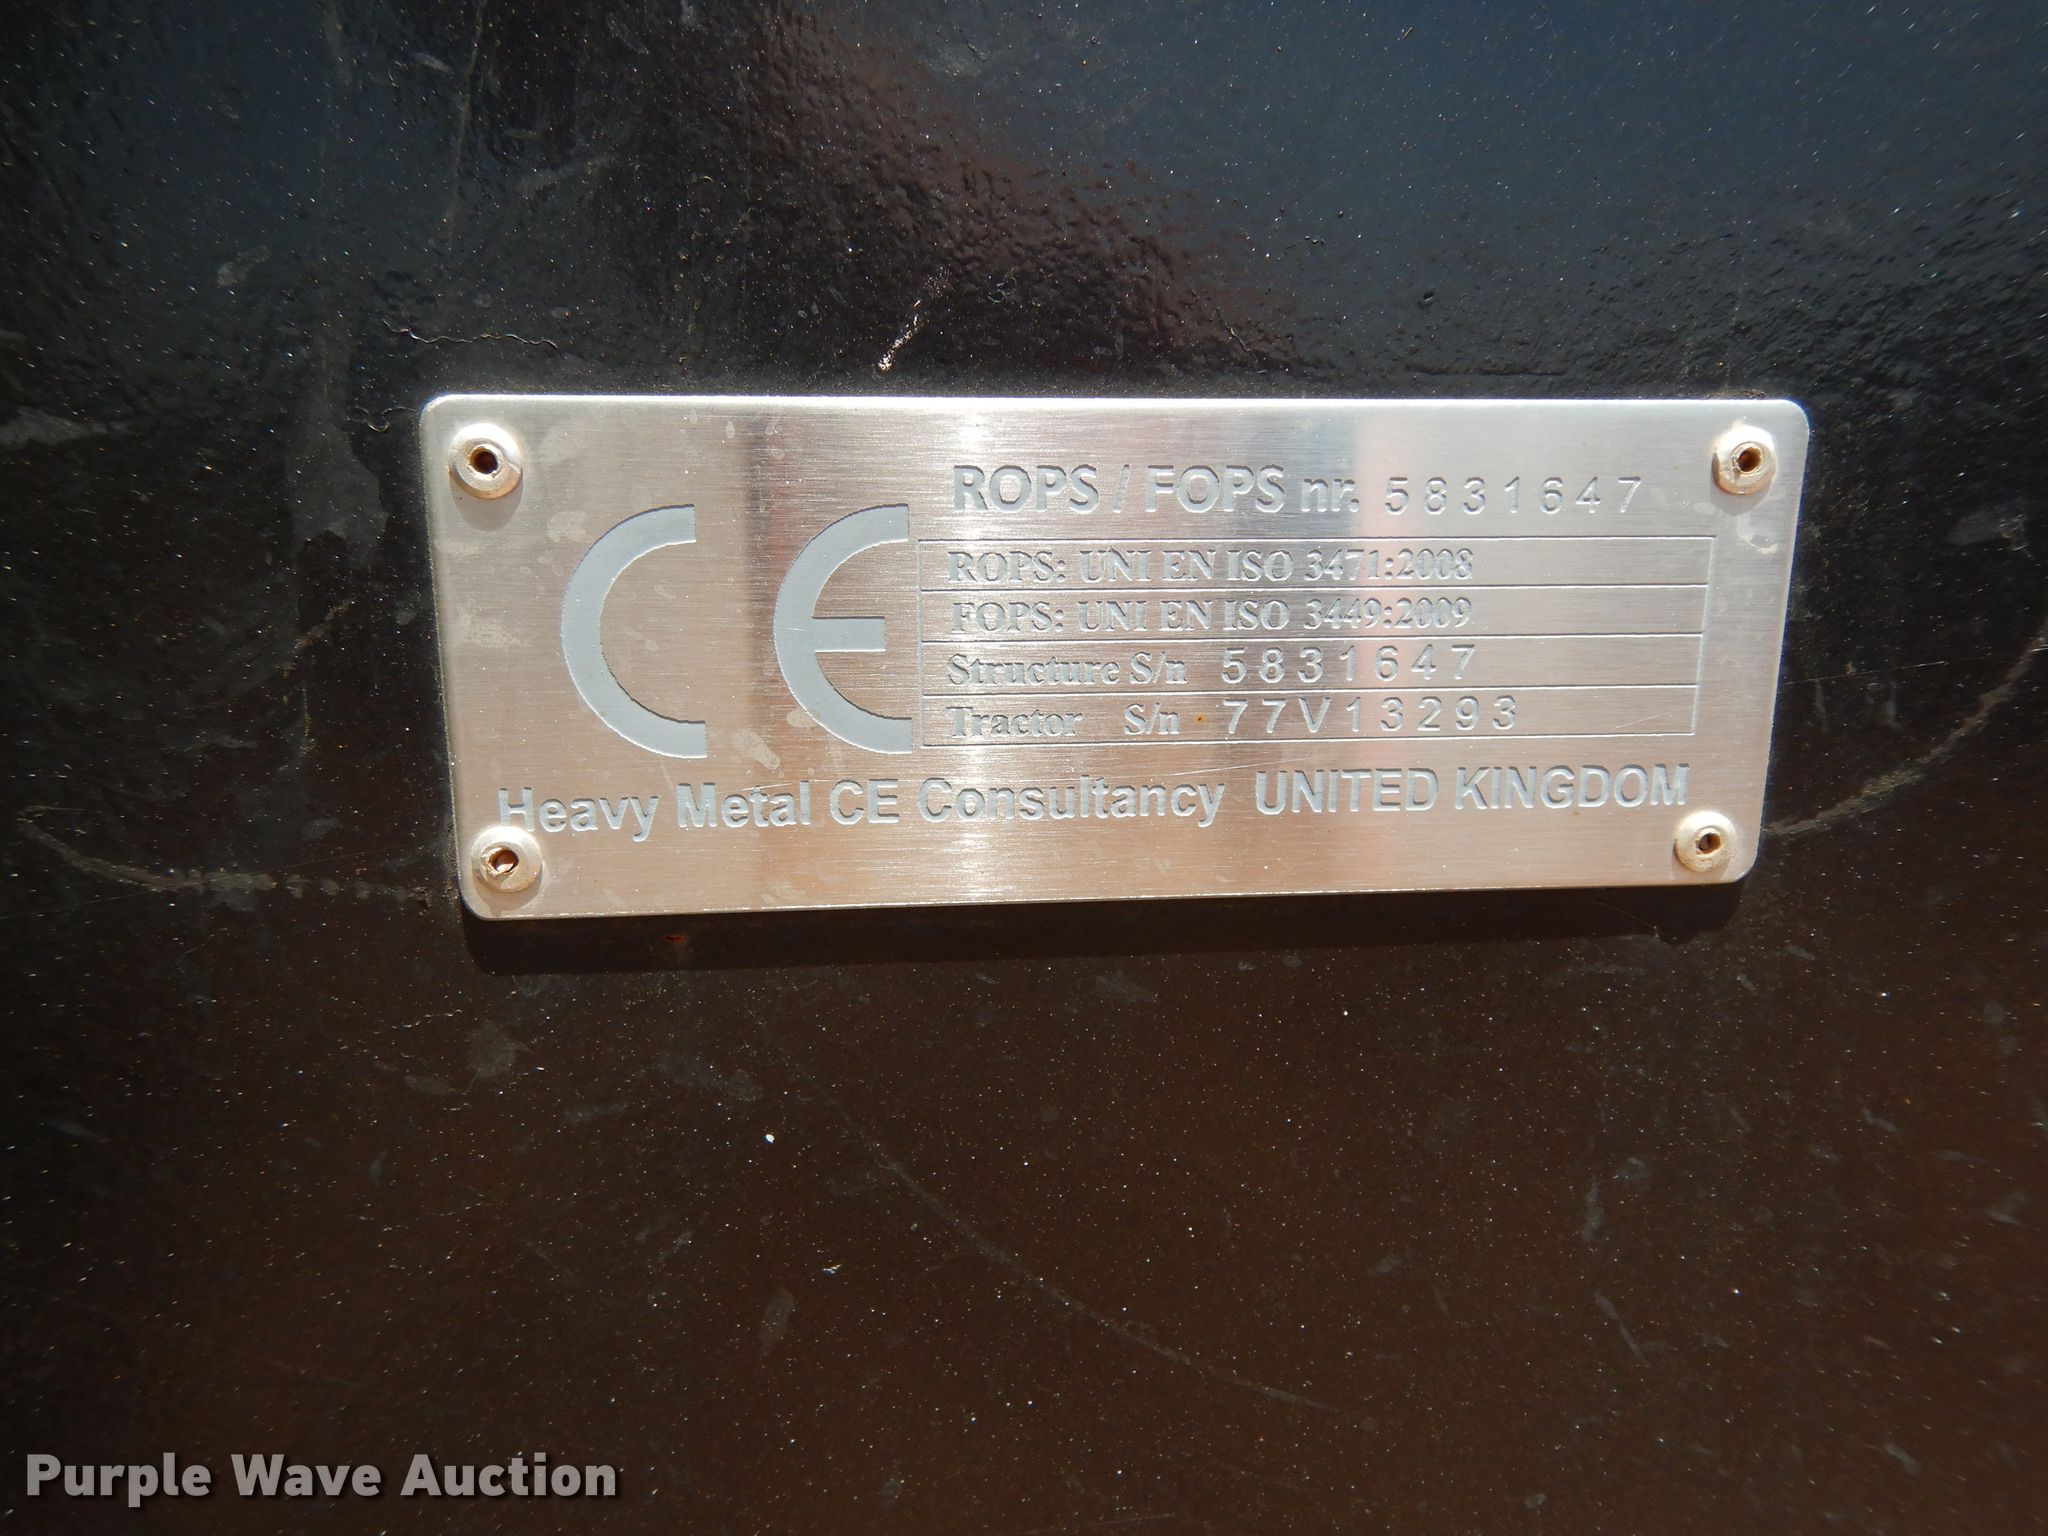 CE
ROPS / FOPS nr. 5831647
ROPS: UNI EN ISO 3471:2008
FOPS: UNI EN ISO 3449:2009
Structure S/n 5831647
Tractor S/n 77V13293
Heavy Metal CE Consultancy UNITED KINGDOM
Purple Wave Auction